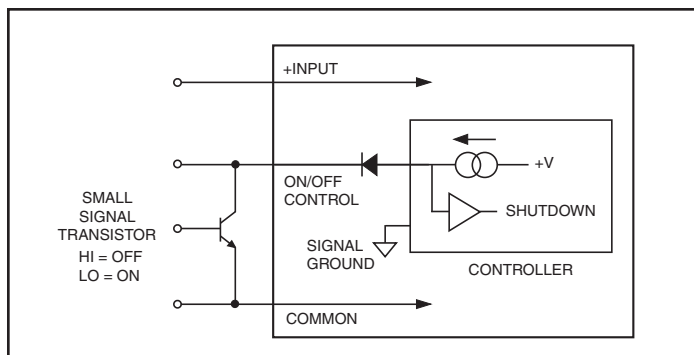 +INPUT
ON/OFF
CONTROL
+V
SHUTDOWN
SMALL
SIGNAL
TRANSISTOR
HI = OFF
LO = ON
SIGNAL
GROUND
CONTROLLER
COMMON